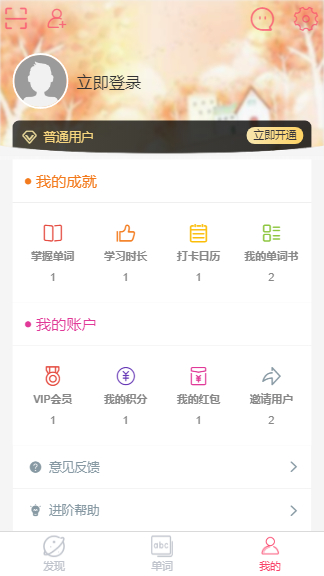 立即登录
普通用户 立即开通
我的成就
掌握单词 学习时长 打卡日历 我的单词书
1 1 1 2
我的账户
VIP会员 我的积分 我的红包 邀请用户
1 1 1 2
意见反馈
进阶帮助
abc
发现 单词 我的